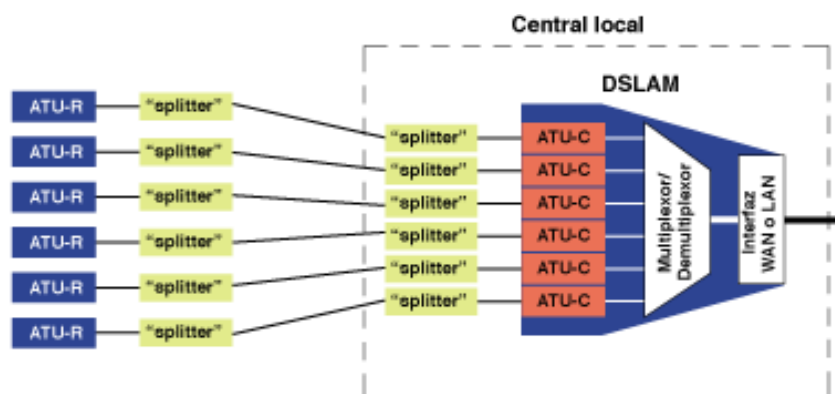 Central local
DSLAM
ATU-R
"splitter"
"splitter"
ATU-C
ATU-R
"splitter"
"splitter"
ATU-C
ATU-R
"splitter"
"splitter"
ATU-C
ATU-R
"splitter"
"splitter"
ATU-C
ATU-R
"splitter"
"splitter"
ATU-C
ATU-R
"splitter"
"splitter"
ATU-C
Multiplexor/
Demultiplexor
Interfaz
WAN o LAN